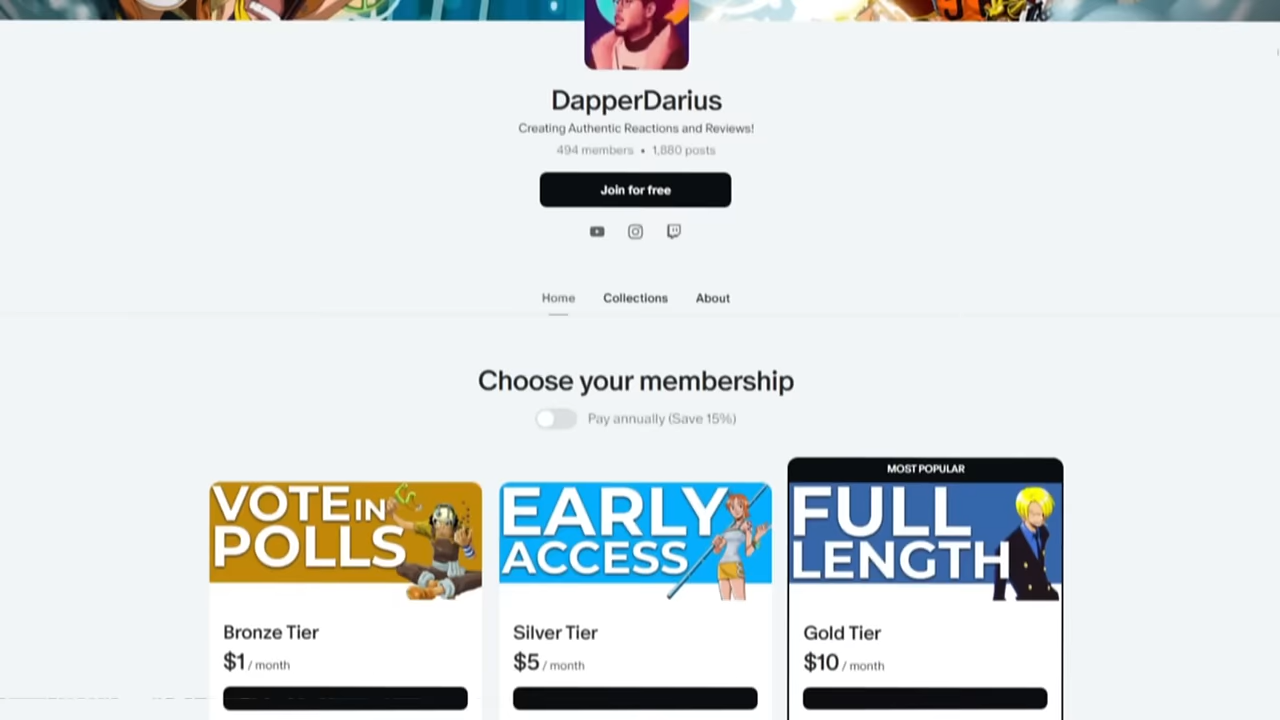 DapperDarius
Creating Authentic Reactions and Reviews!
494 members • 1,880 posts
Join for free
Home Collections About
Choose your membership
Pay annually (Save 15%)
MOST POPULAR
VOTE IN
POLLS
EARLY
ACCESS
FULL
LENGTH
Bronze Tier
$1 / month
Silver Tier
$5 / month
Gold Tier
$10 / month